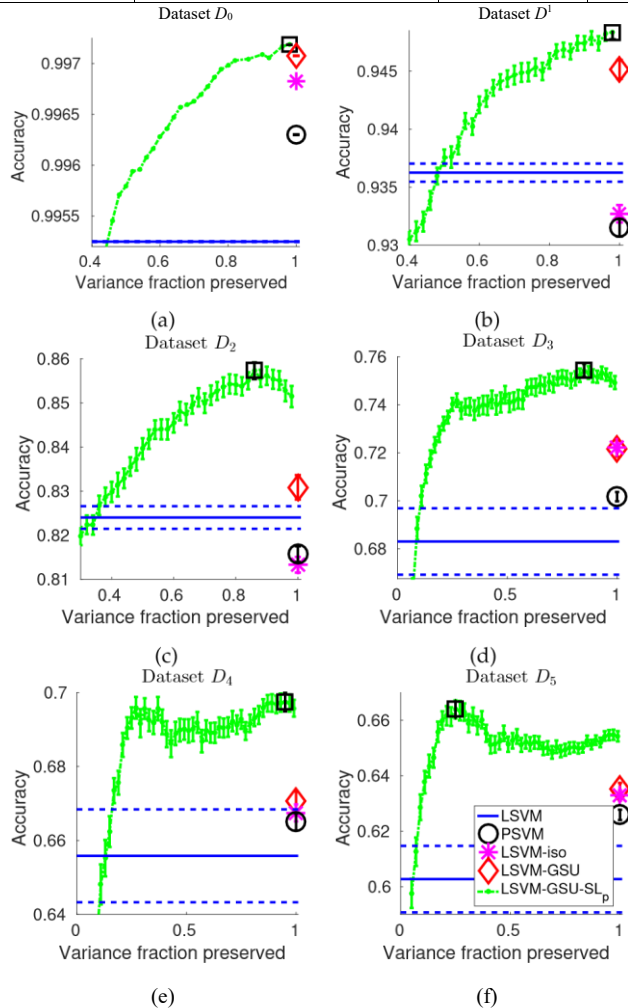 Dataset D₀
Dataset D¹
0.997
0.9965
0.996
0.9955
Accuracy
0.4
0.6
0.8
1
Variance fraction preserved
(a)
0.945
0.94
0.935
0.93
Accuracy
0.4
0.6
0.8
1
Variance fraction preserved
(b)
Dataset D₂
0.86
0.85
0.84
0.83
0.82
0.81
Accuracy
0.4
0.6
0.8
1
Variance fraction preserved
(c)
Dataset D₃
0.76
0.74
0.72
0.7
0.68
Accuracy
0
0.5
1
Variance fraction preserved
(d)
Dataset D₄
0.7
0.68
0.66
0.64
Accuracy
0
0.5
1
Variance fraction preserved
(e)
Dataset D₅
0.66
0.64
0.62
0.6
Accuracy
LSVM
PSVM
LSVM-iso
LSVM-GSU
LSVM-GSU-SLₚ
0
0.5
1
Variance fraction preserved
(f)